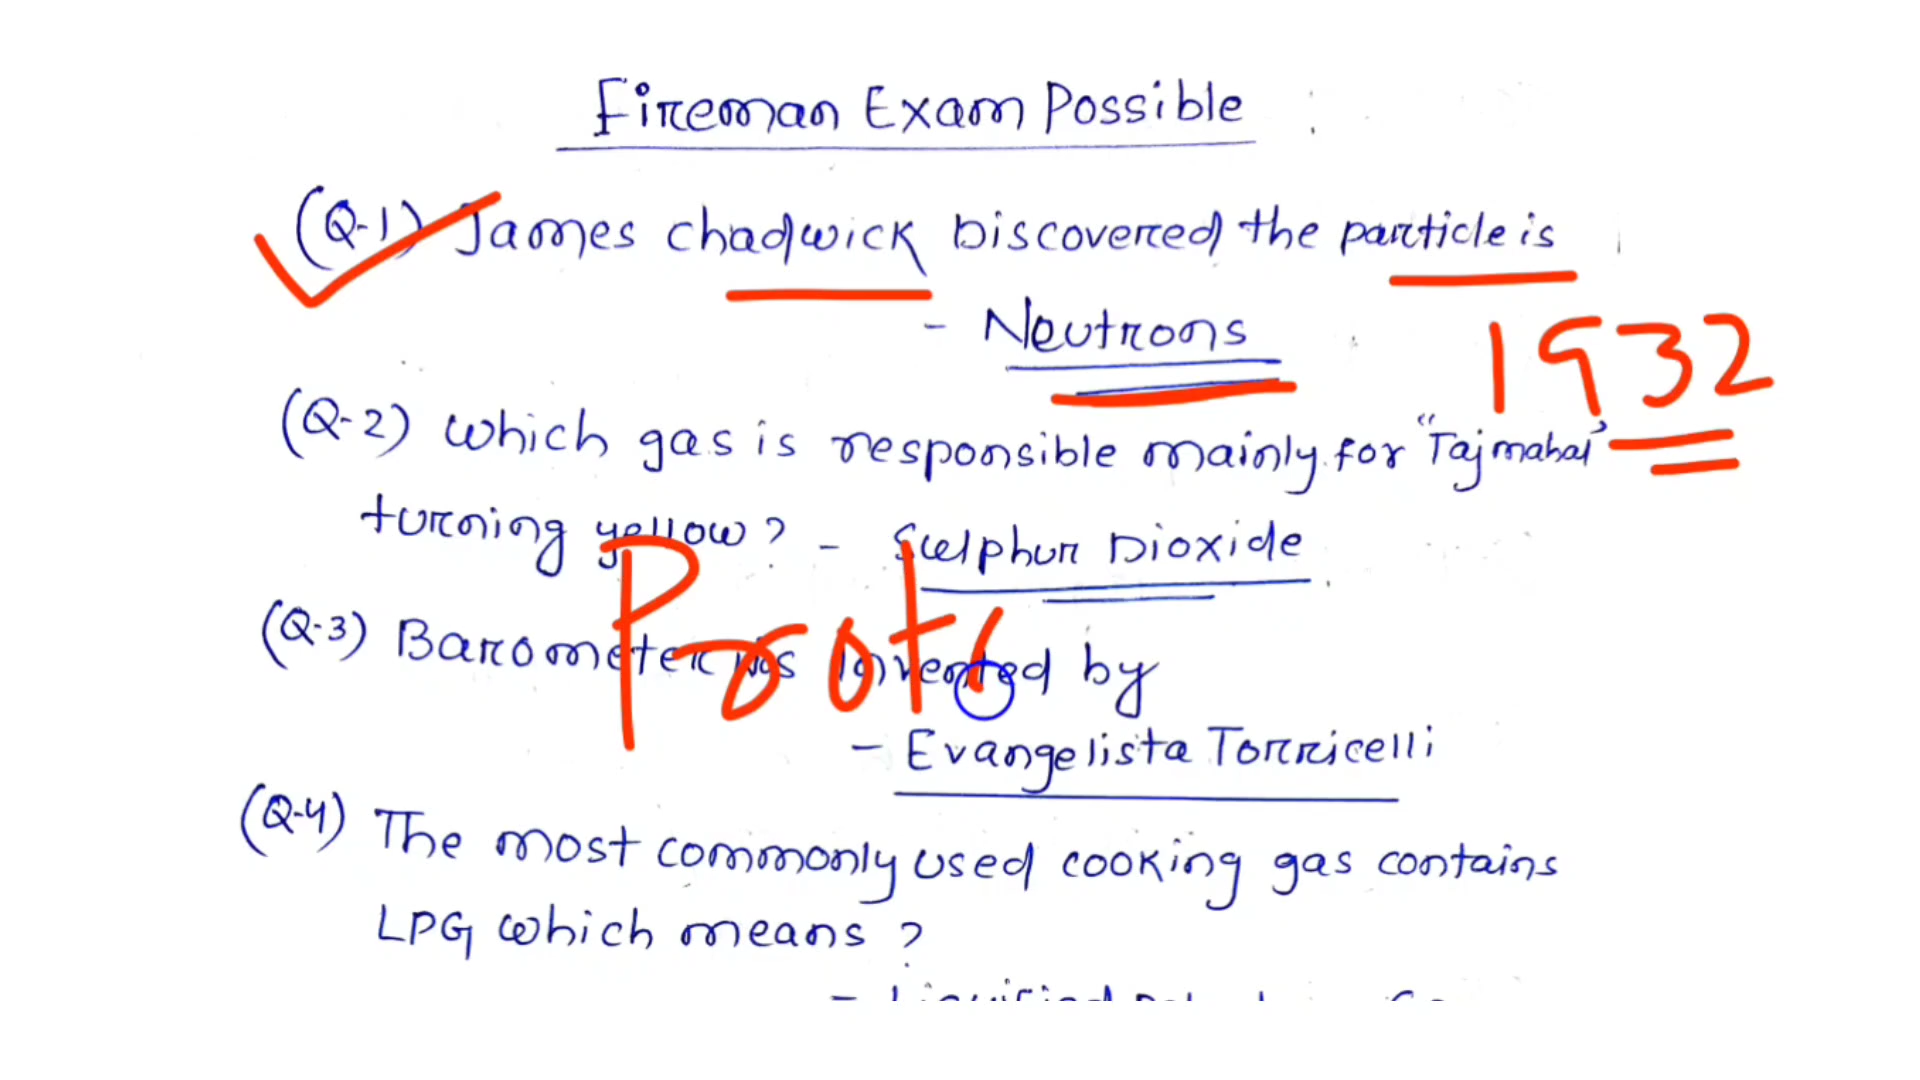 Fireman Exam Possible
(Q-1) James chadwick Discovered the particle is
- Neutrons
1932
(Q-2) which gas is responsible mainly for "Tajmahal"
turning yellow? - Sulphur Dioxide
Prot
(Q-3) Barometer was invented by
- Evangelista Torricelli
(Q-4) The most commonly used cooking gas contains
LPG which means ?